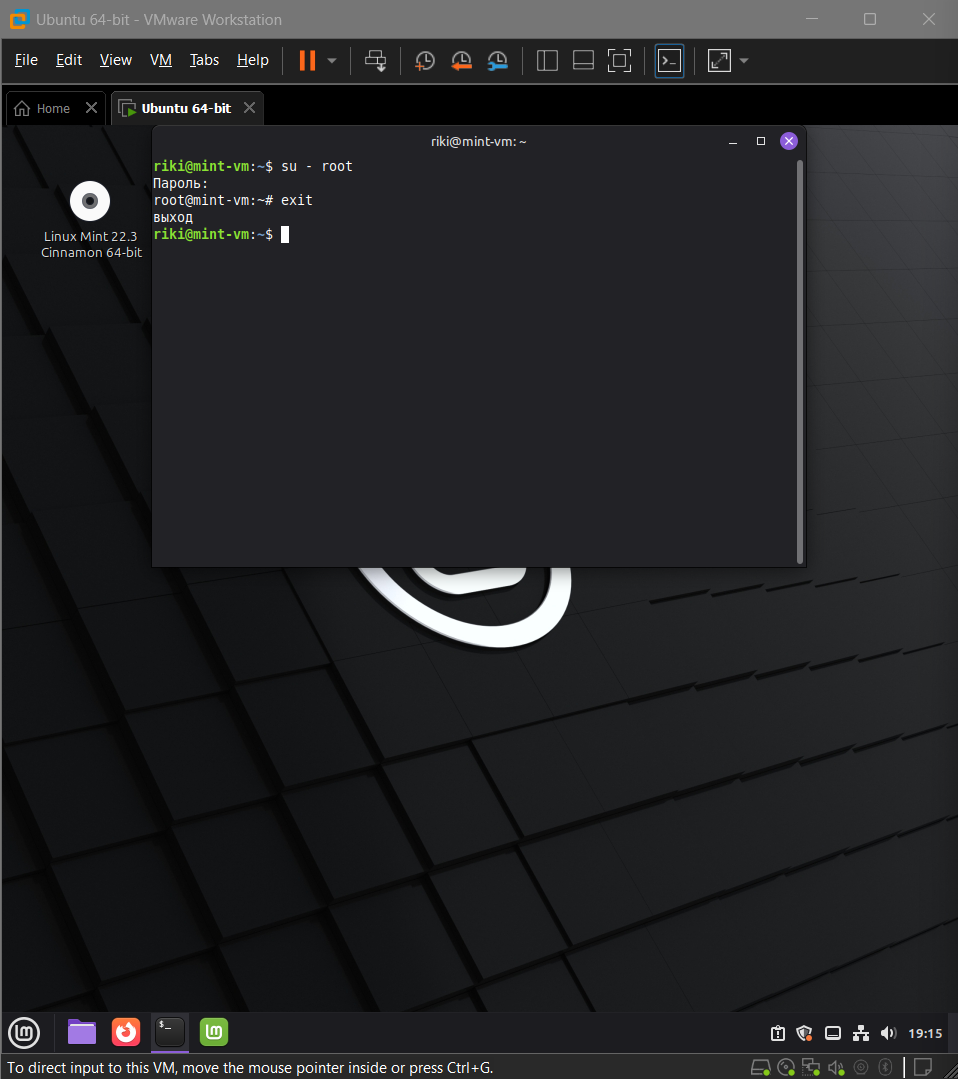 Ubuntu 64-bit - VMware Workstation
File Edit View VM Tabs Help
Home Ubuntu 64-bit
riki@mint-vm: ~
riki@mint-vm:~$ su - root
Пароль:
root@mint-vm:~# exit
выход
riki@mint-vm:~$
Linux Mint 22.3
Cinnamon 64-bit
19:15
To direct input to this VM, move the mouse pointer inside or press Ctrl+G.